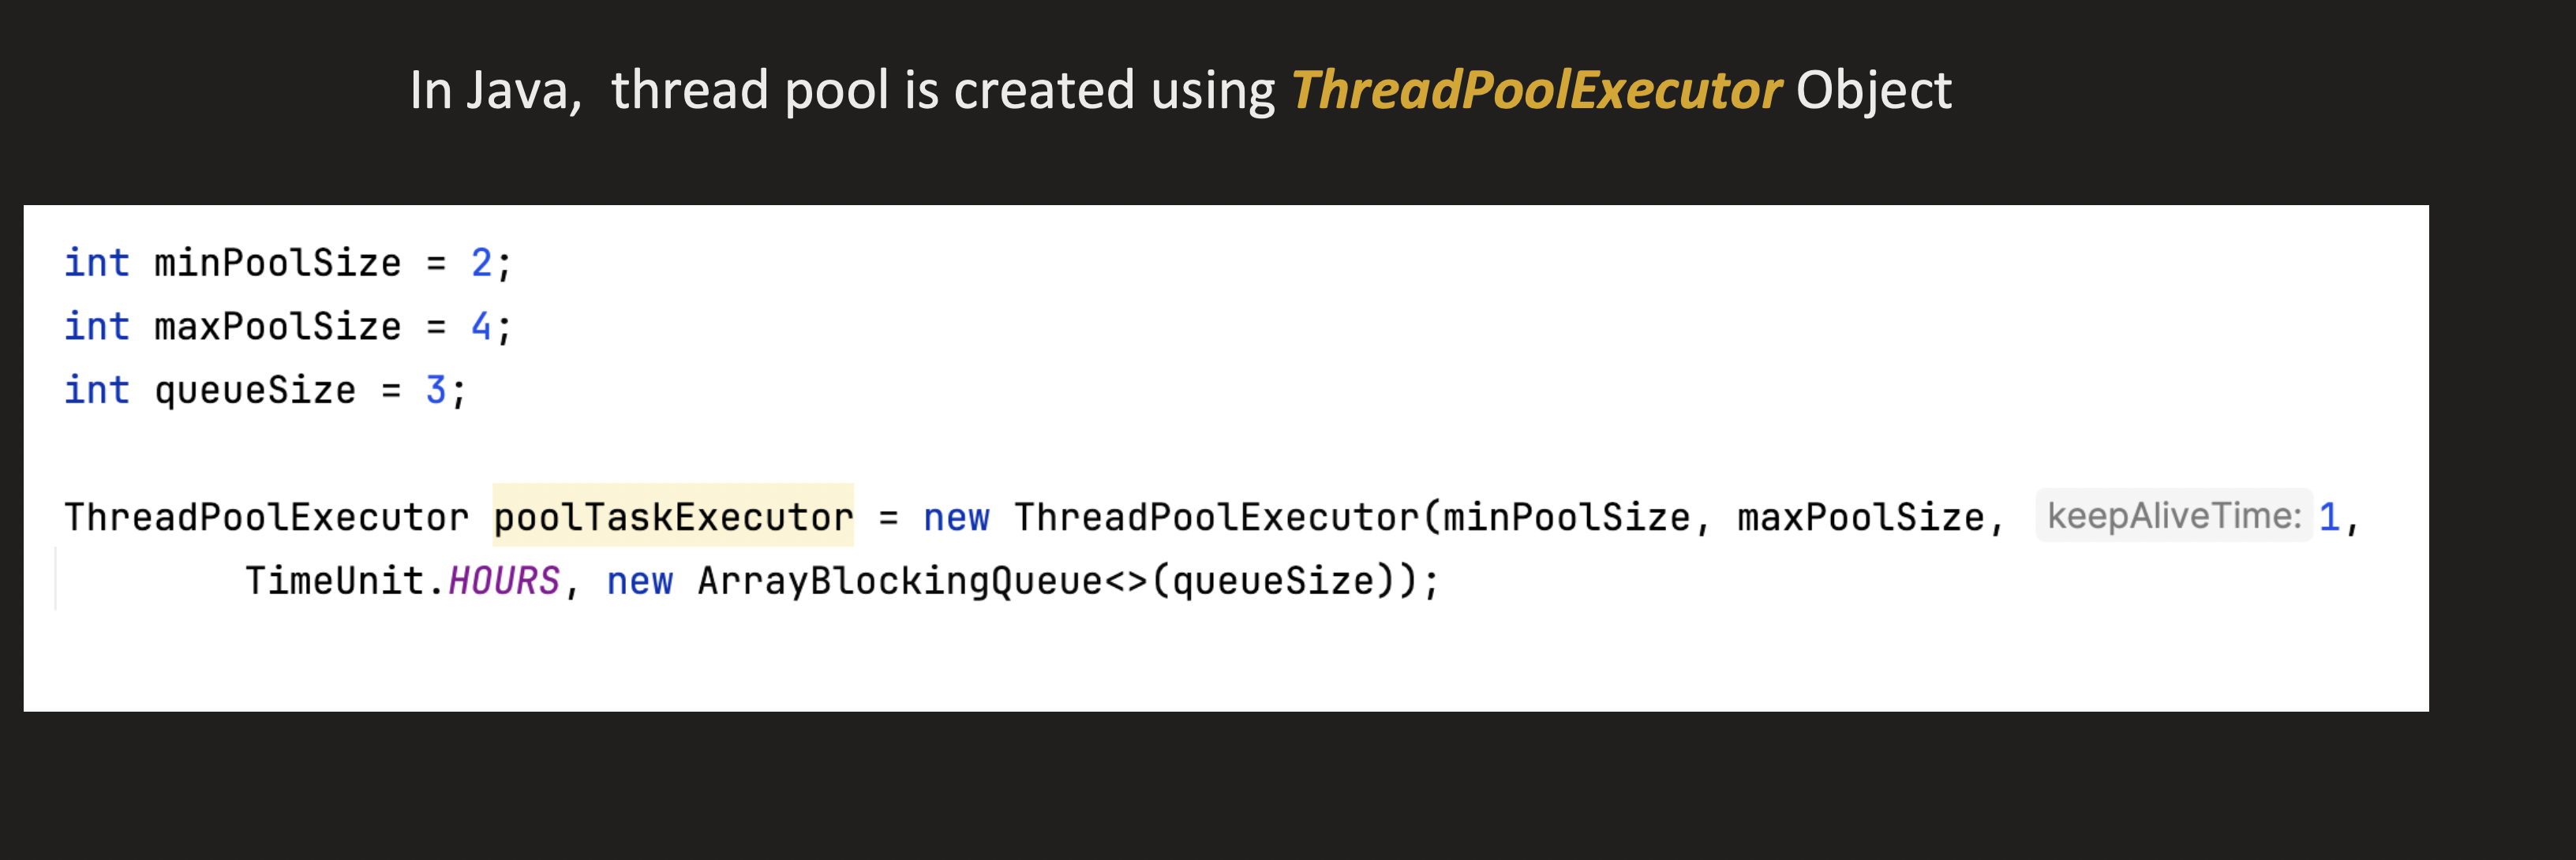 In Java,  thread pool is created using ThreadPoolExecutor Object
int minPoolSize = 2;
int maxPoolSize = 4;
int queueSize = 3;
ThreadPoolExecutor poolTaskExecutor = new ThreadPoolExecutor(minPoolSize, maxPoolSize, keepAliveTime: 1,
TimeUnit.HOURS, new ArrayBlockingQueue<>(queueSize));